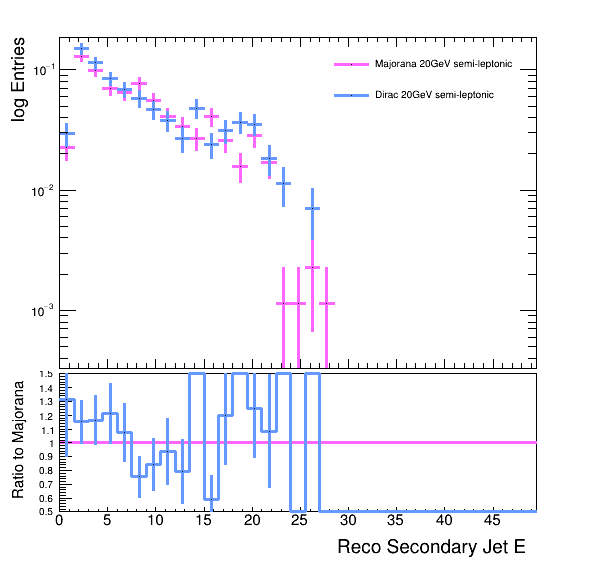 log Entries
Majorana 20GeV semi-leptonic
Dirac 20GeV semi-leptonic
10⁻¹
10⁻²
10⁻³
Ratio to Majorana
1.5
1.4
1.3
1.2
1.1
1
0.9
0.8
0.7
0.6
0.5
0 5 10 15 20 25 30 35 40 45
Reco Secondary Jet E